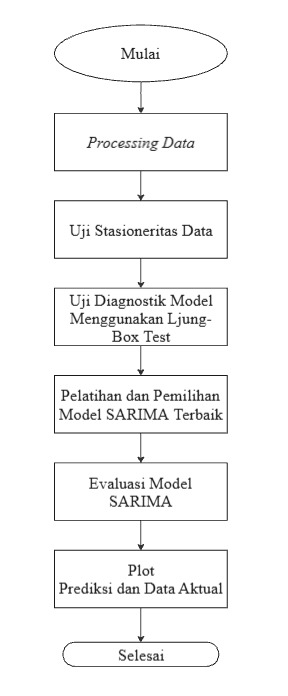 Mulai
Processing Data
Uji Stasioneritas Data
Uji Diagnostik Model
Menggunakan Ljung-
Box Test
Pelatihan dan Pemilihan
Model SARIMA Terbaik
Evaluasi Model
SARIMA
Plot
Prediksi dan Data Aktual
Selesai